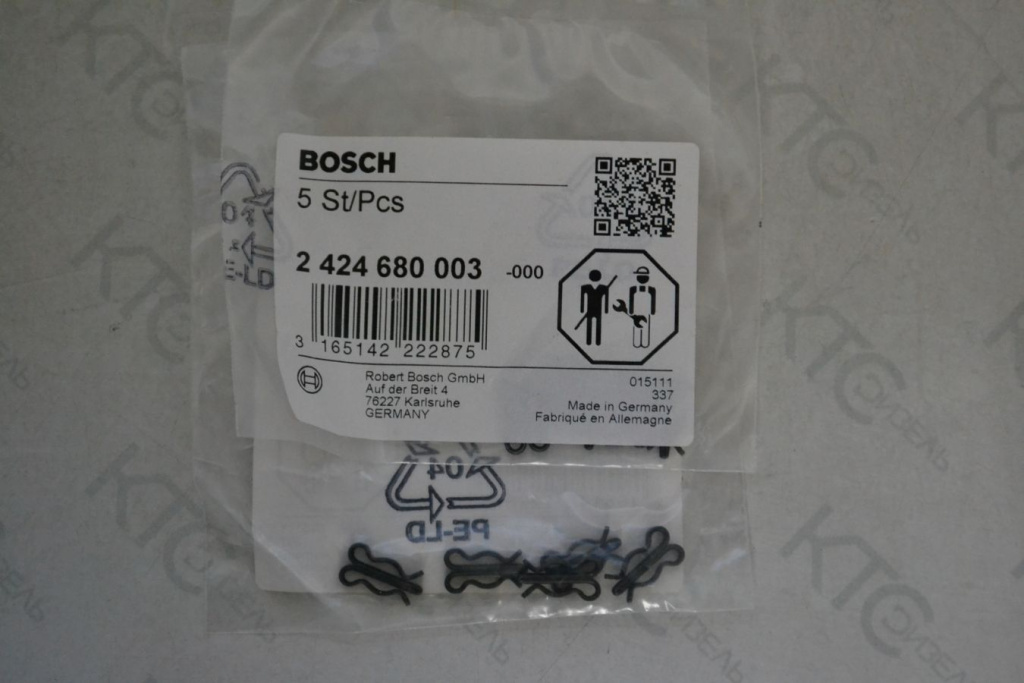 BOSCH
5 St/Pcs
2 424 680 003 -000
3 165142 222875
Robert Bosch GmbH
Auf der Breit 4
76227 Karlsruhe
GERMANY
015111
337
Made in Germany
Fabriqué en Allemagne
04
PE-LD
KTC